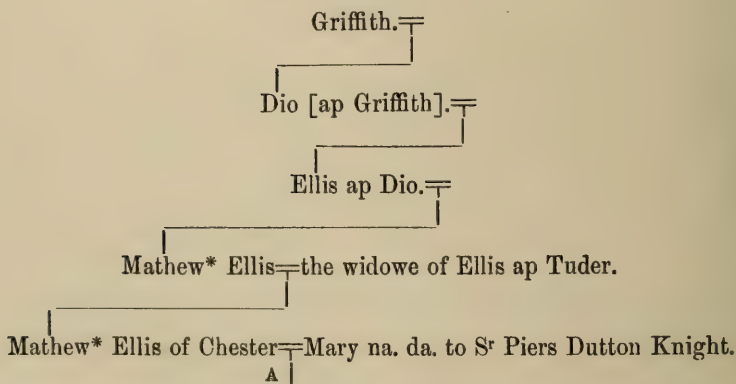 Griffith.
Dio [ap Griffith].
Ellis ap Dio.
Mathew* Ellis=the widowe of Ellis ap Tuder.
Mathew* Ellis of Chester=Mary na. da. to Sʳ Piers Dutton Knight.
A